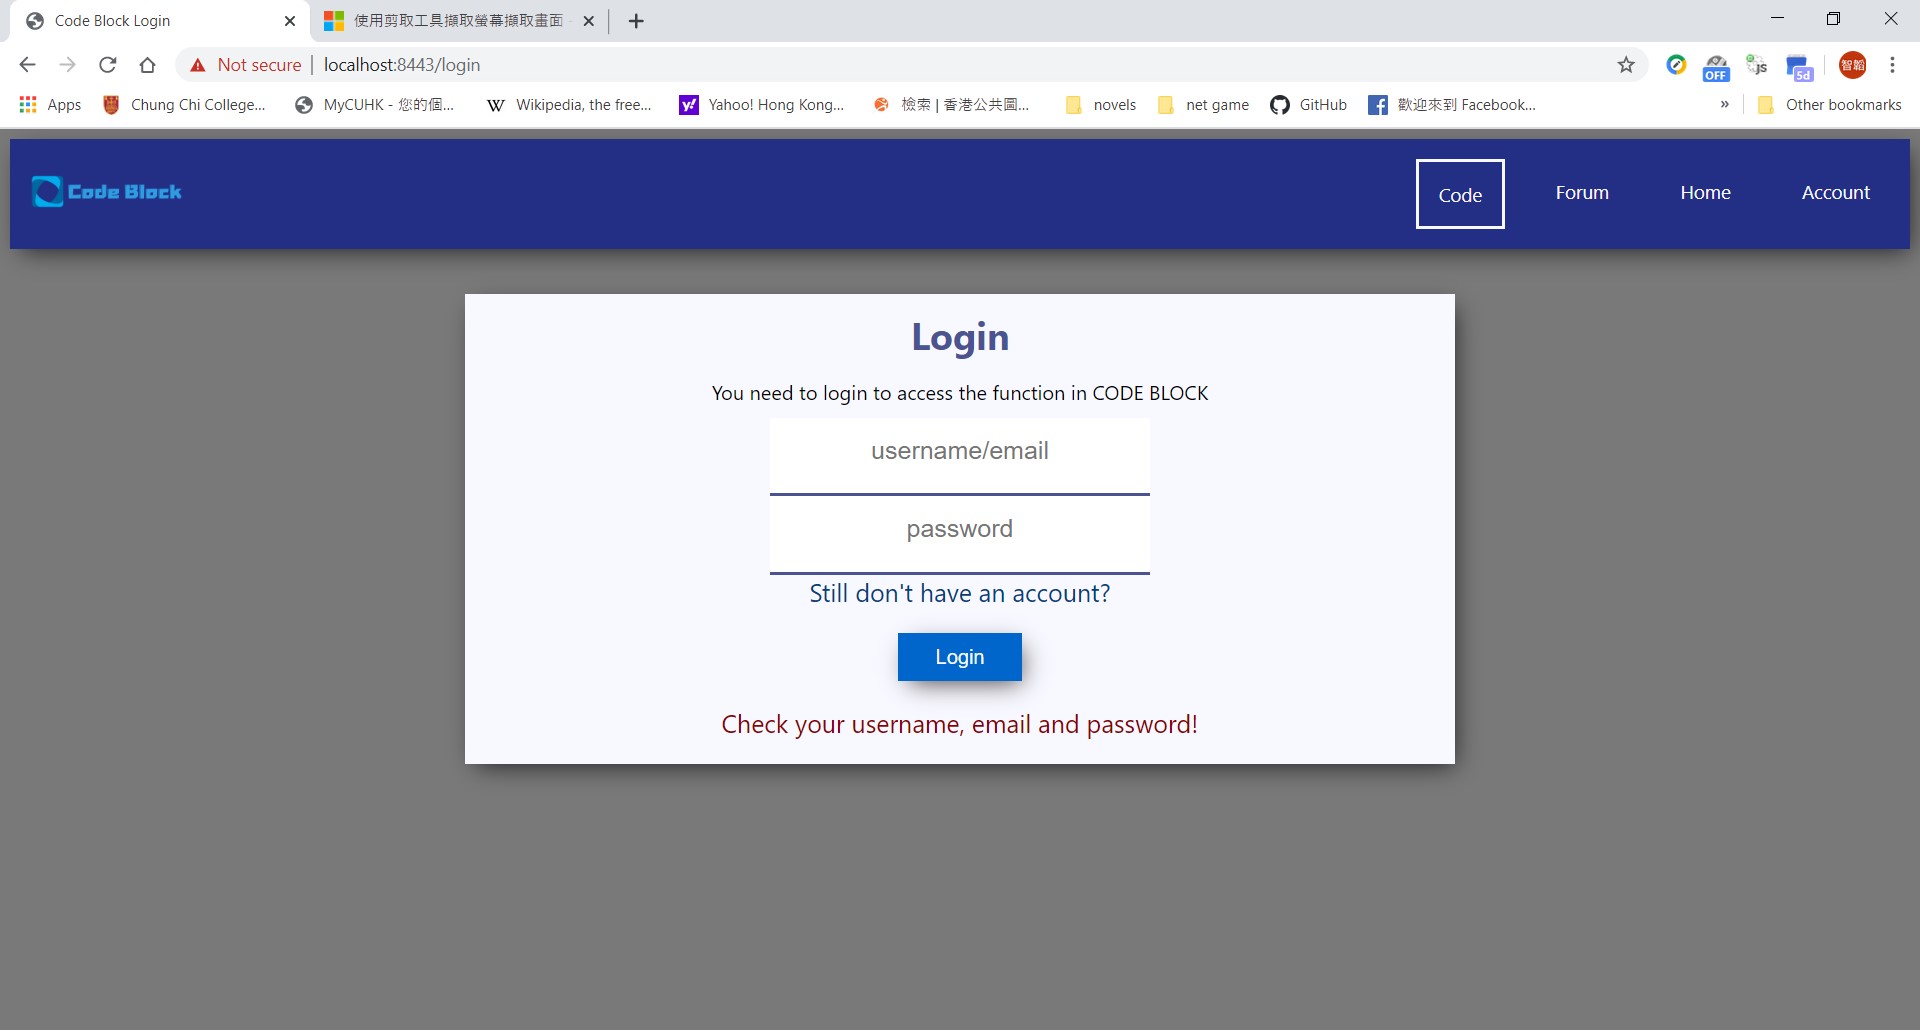 Code Block Login
使用剪取工具擷取螢幕擷取畫面
Not secure | localhost:8443/login
OFF
js
5d
智韜
Apps
Chung Chi College...
MyCUHK - 您的個...
W Wikipedia, the free...
y! Yahoo! Hong Kong...
檢索 | 香港公共圖...
novels
net game
GitHub
f 歡迎來到 Facebook...
»
Other bookmarks
Code Block
Code
Forum
Home
Account
Login
You need to login to access the function in CODE BLOCK
username/email
password
Still don't have an account?
Login
Check your username, email and password!